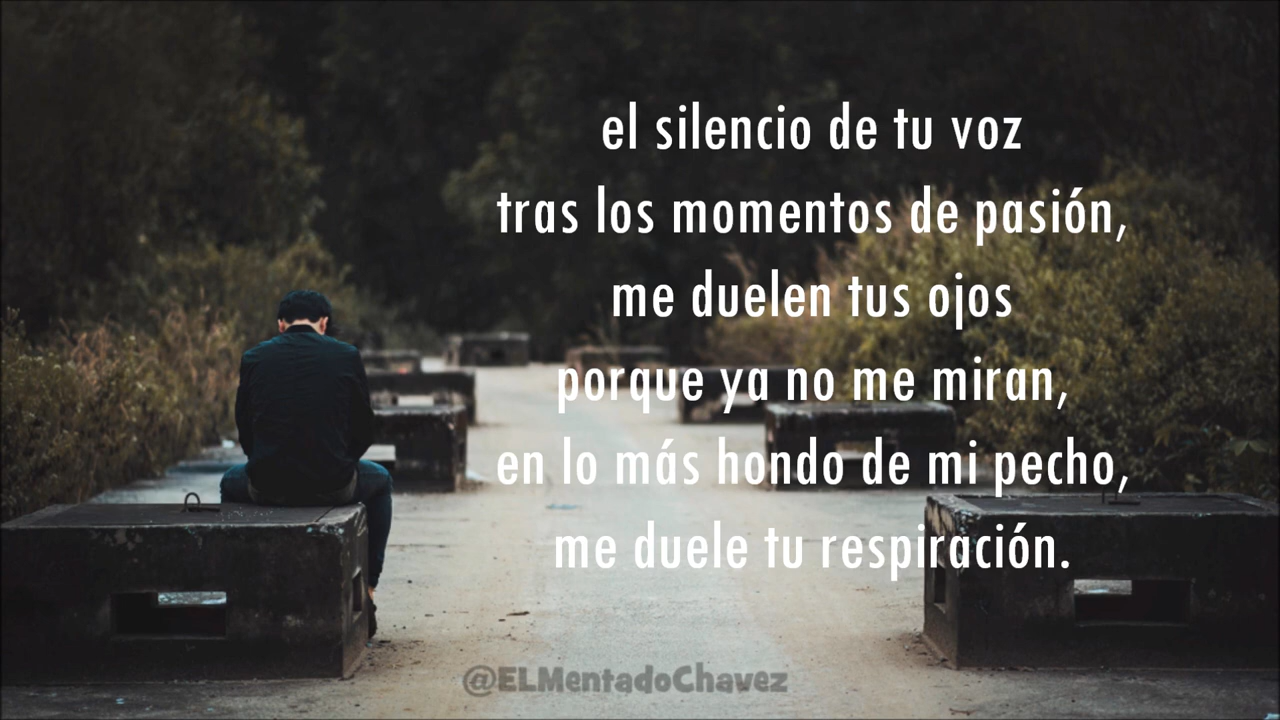 el silencio de tu voz
tras los momentos de pasión,
me duelen tus ojos
porque ya no me miran,
en lo más hondo de mi pecho,
me duele tu respiración.
@ELMentadoChavez